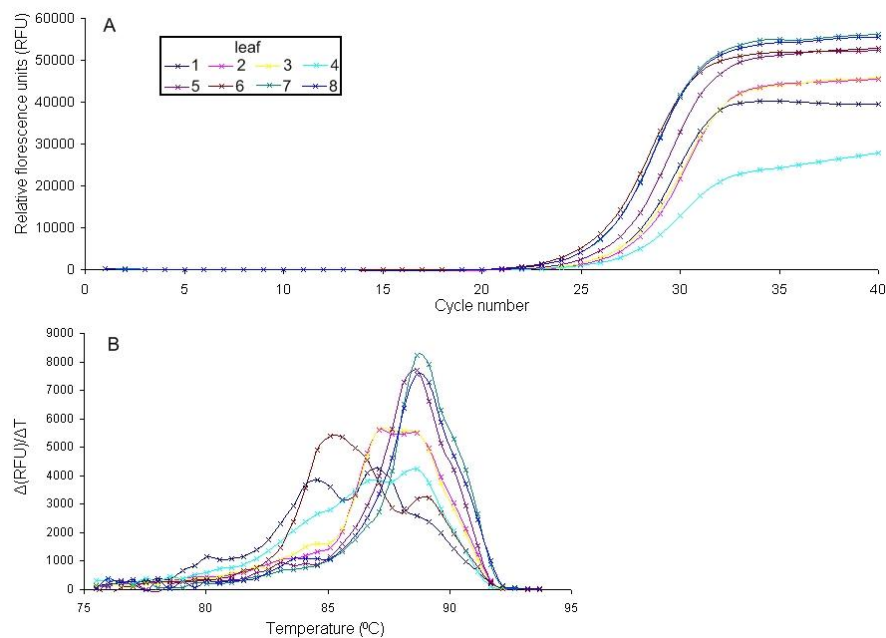 A
Relative florescence units (RFU)
60000
50000
40000
30000
20000
10000
0
leaf
1 2 3 4
5 6 7 8
0 5 10 15 20 25 30 35 40
Cycle number
B
Δ(RFU)/ΔT
9000
8000
7000
6000
5000
4000
3000
2000
1000
0
75 80 85 90 95
Temperature (ºC)